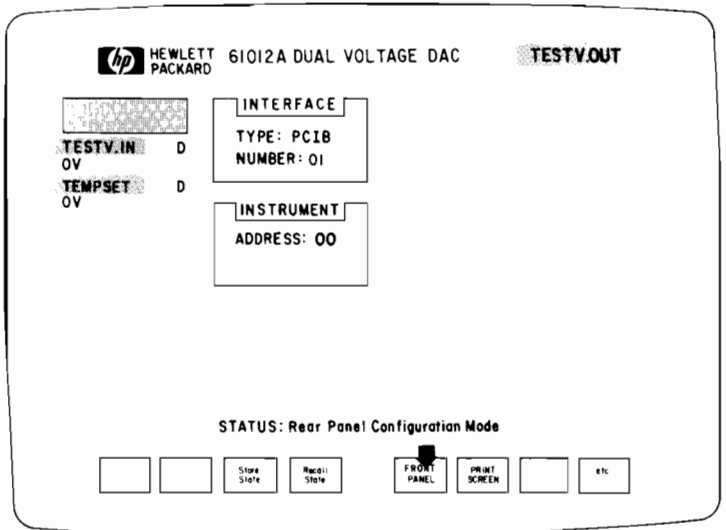 hp HEWLETT PACKARD 61012A DUAL VOLTAGE DAC TESTV.OUT
INTERFACE
TYPE: PCIB
NUMBER: 01
TESTV.IN D
0V
TEMPSET D
0V
INSTRUMENT
ADDRESS: 00
STATUS: Rear Panel Configuration Mode
Store State
Recall State
FRONT PANEL
PRINT SCREEN
etc